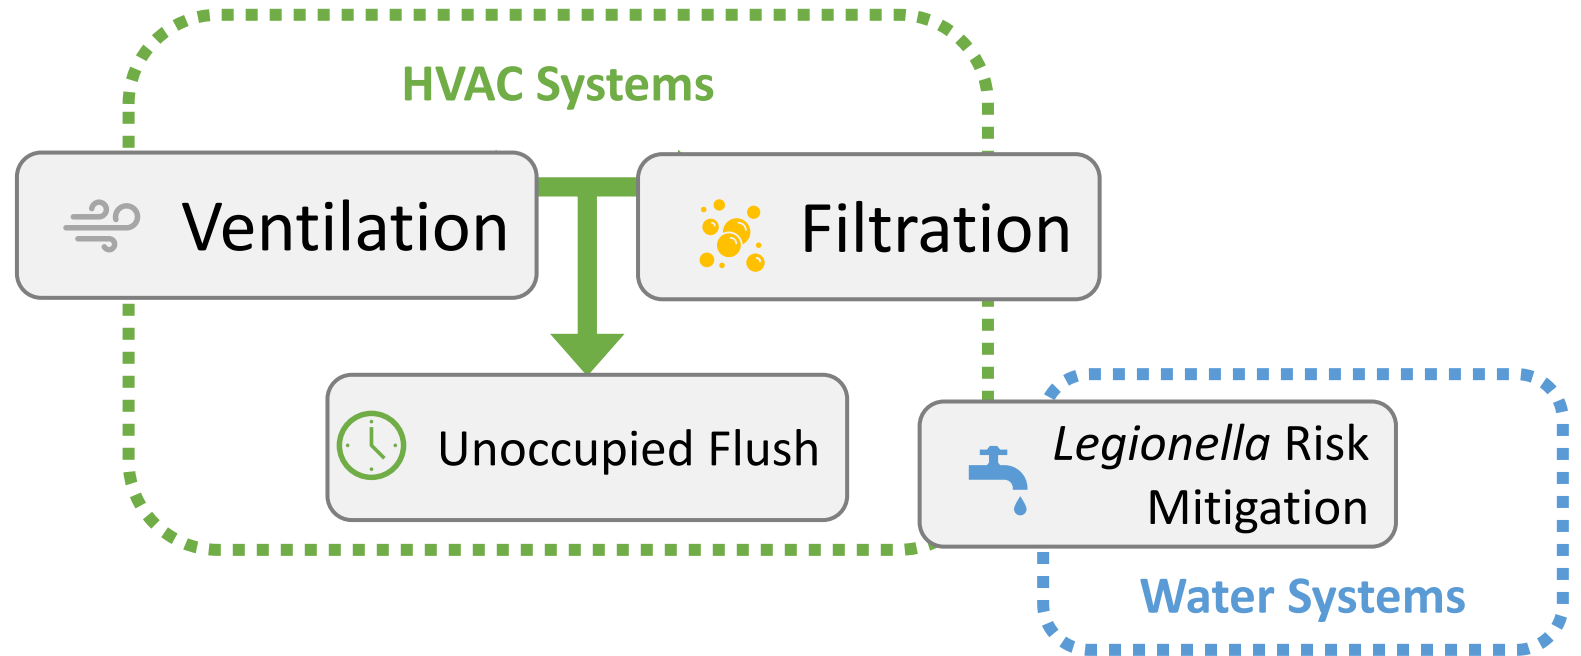 HVAC Systems
Ventilation
Filtration
Unoccupied Flush
Legionella Risk
Mitigation
Water Systems